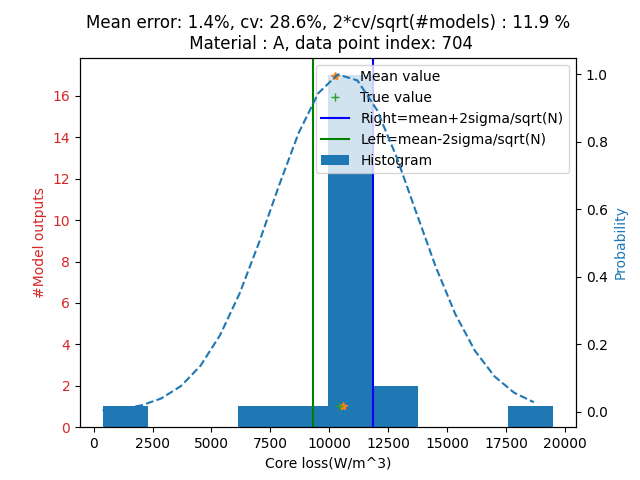 Mean error: 1.4%, cv: 28.6%, 2*cv/sqrt(#models) : 11.9 %
Material : A, data point index: 704
Mean value
True value
Right=mean+2sigma/sqrt(N)
Left=mean-2sigma/sqrt(N)
Histogram
#Model outputs
16
14
12
10
8
6
4
2
0
Probability
1.0
0.8
0.6
0.4
0.2
0.0
0 2500 5000 7500 10000 12500 15000 17500 20000
Core loss(W/m^3)